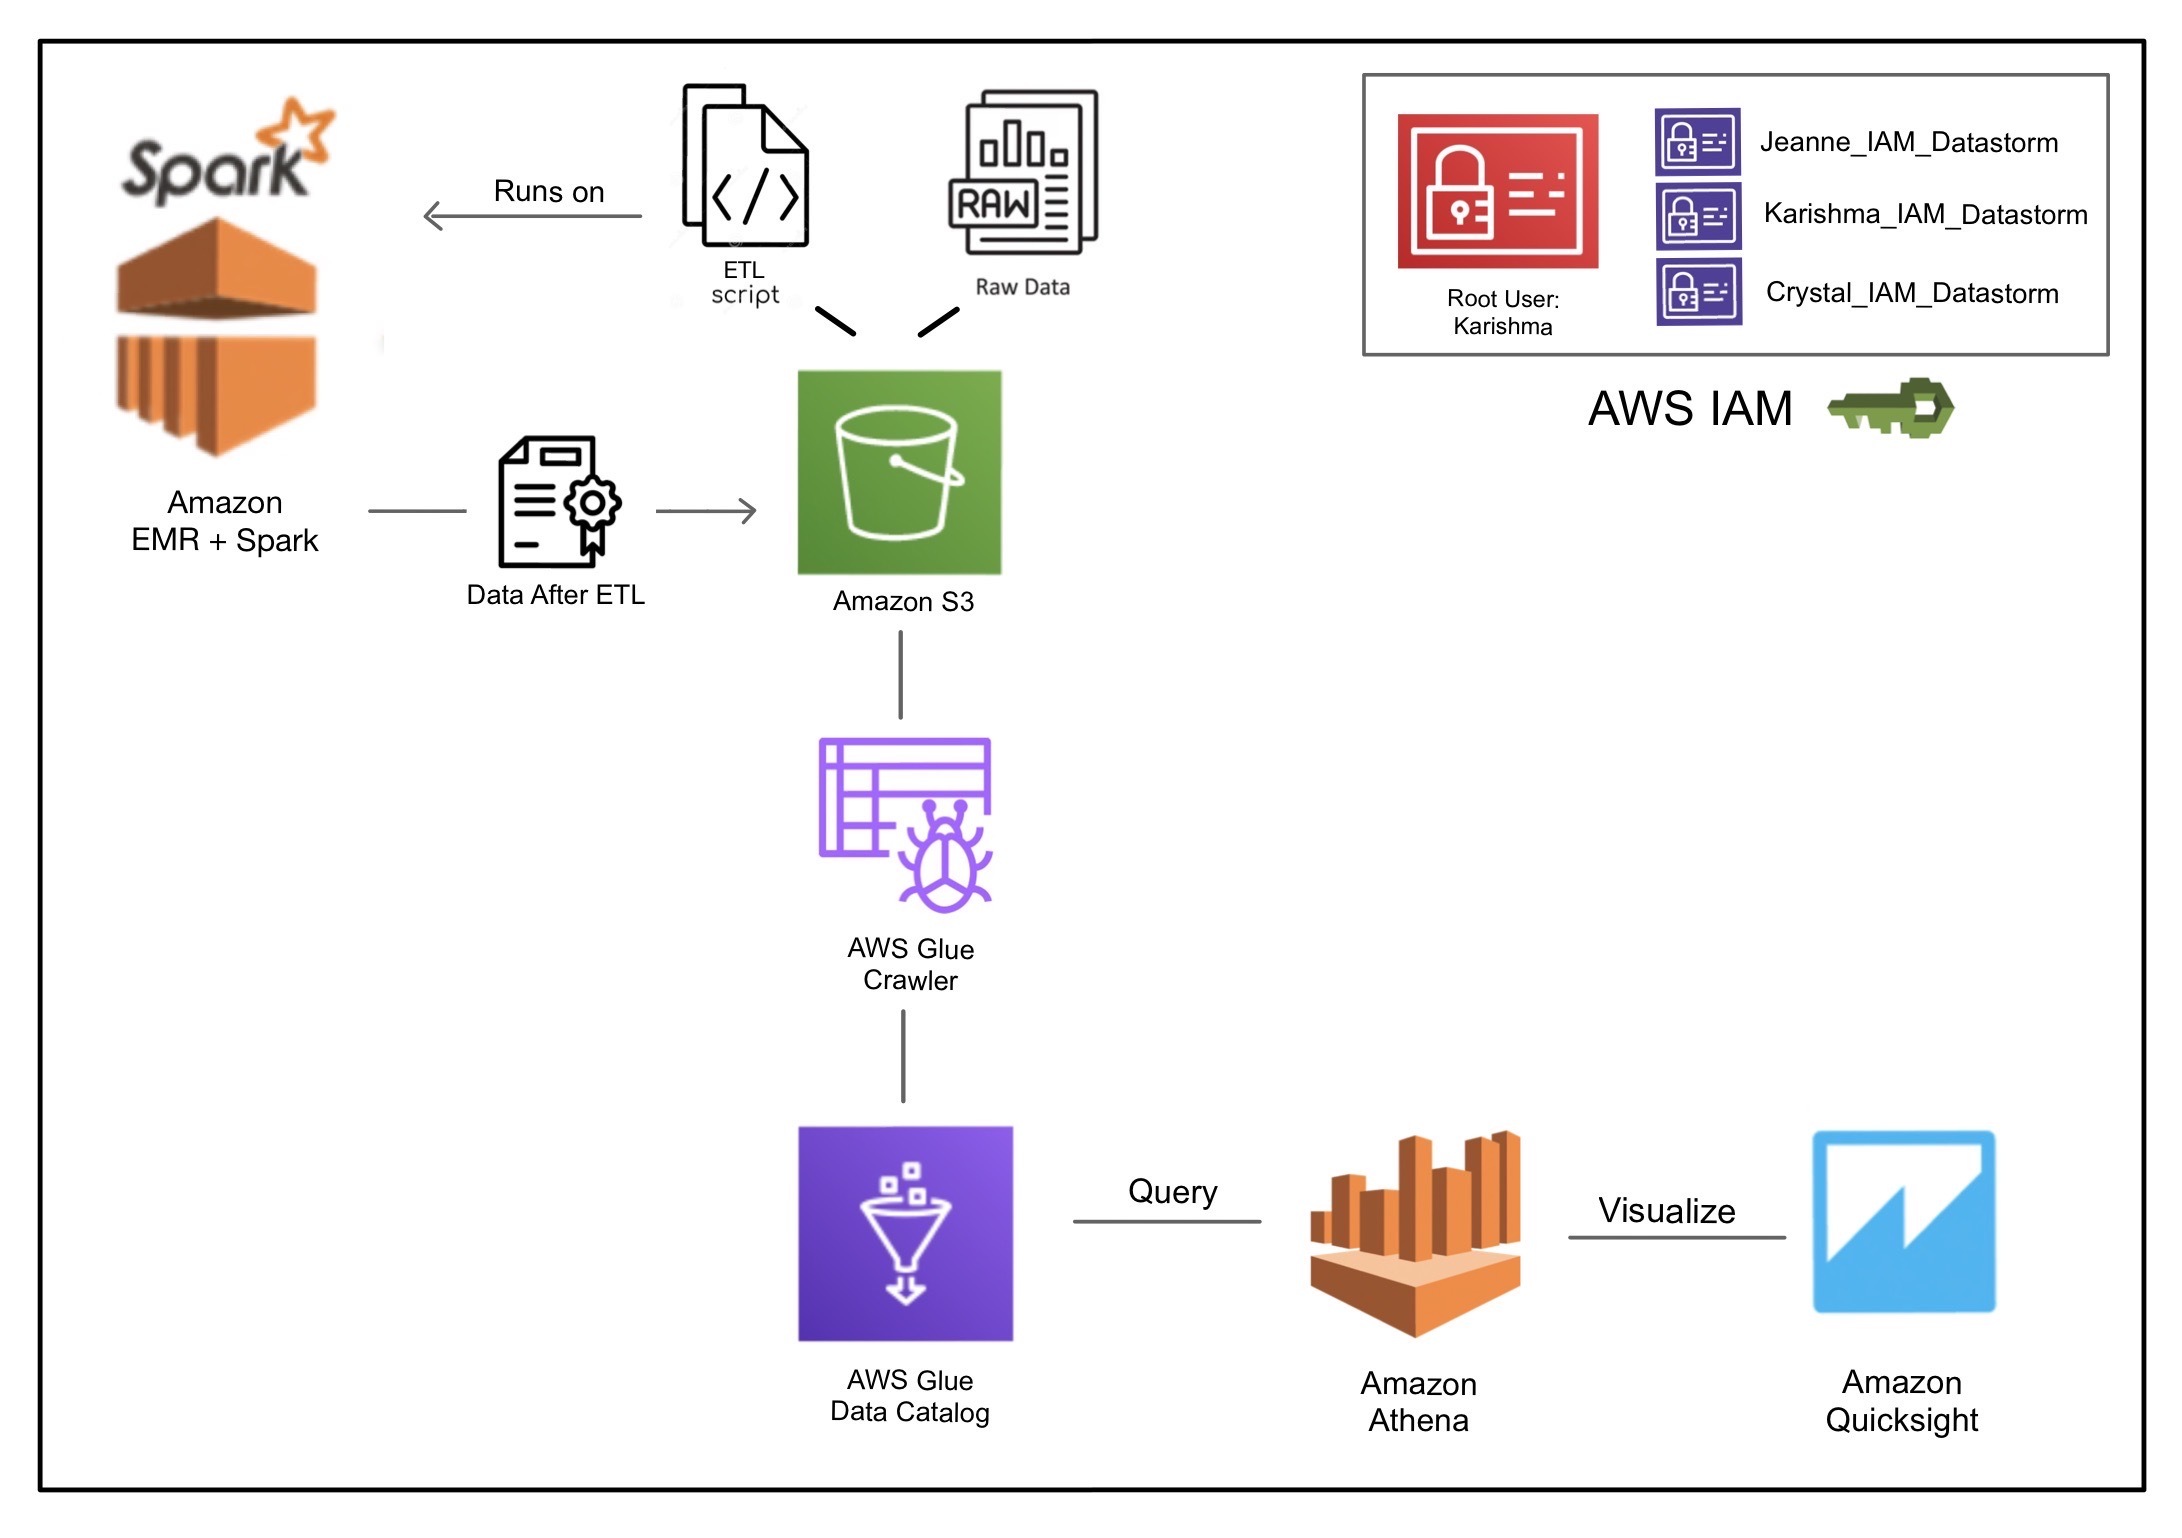 Spark
Runs on
ETL
script
RAW
Raw Data
Jeanne_IAM_Datastorm
Karishma_IAM_Datastorm
Crystal_IAM_Datastorm
Root User:
Karishma
AWS IAM
Amazon
EMR + Spark
Data After ETL
Amazon S3
AWS Glue
Crawler
Query
Visualize
AWS Glue
Data Catalog
Amazon
Athena
Amazon
Quicksight